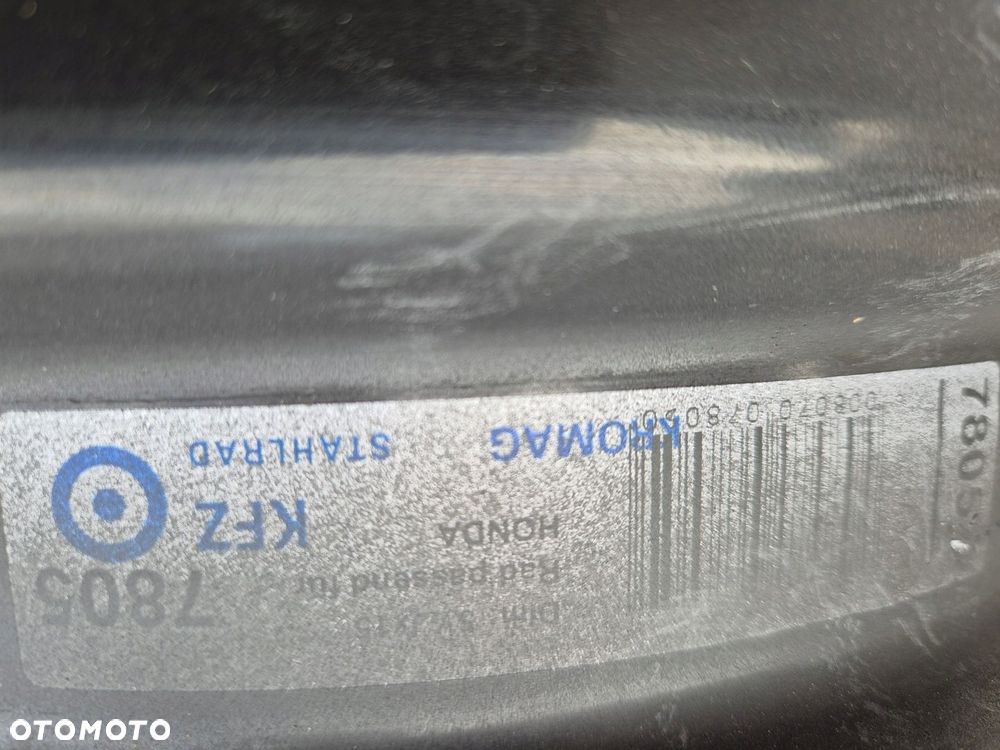 7805
KROMAG
KFZ
STAHLRAD
7805
Rad passend für
HONDA
OTOMOTO